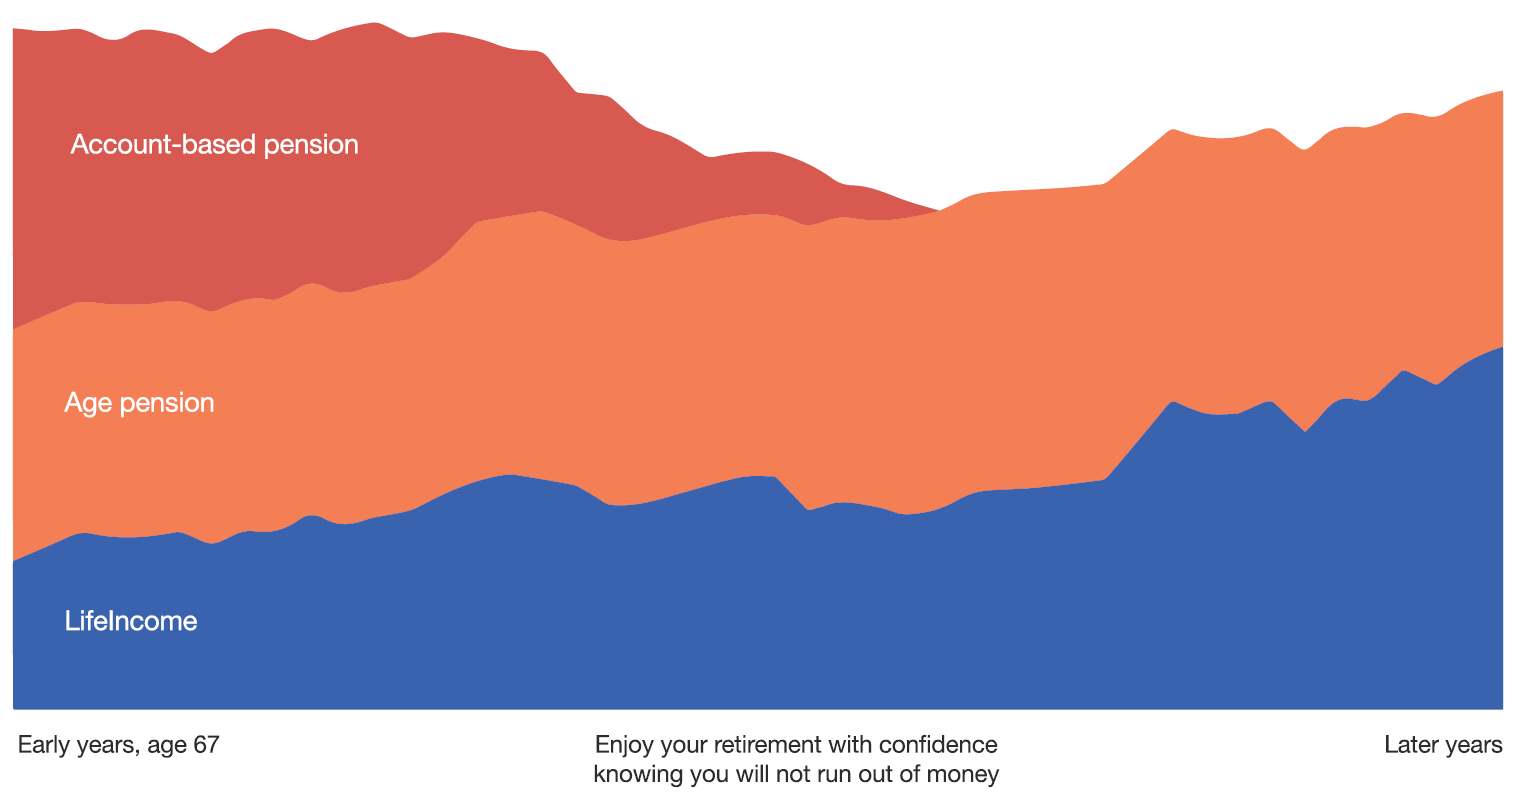 Account-based pension
Age pension
LifeIncome
Early years, age 67
Enjoy your retirement with confidence
knowing you will not run out of money
Later years